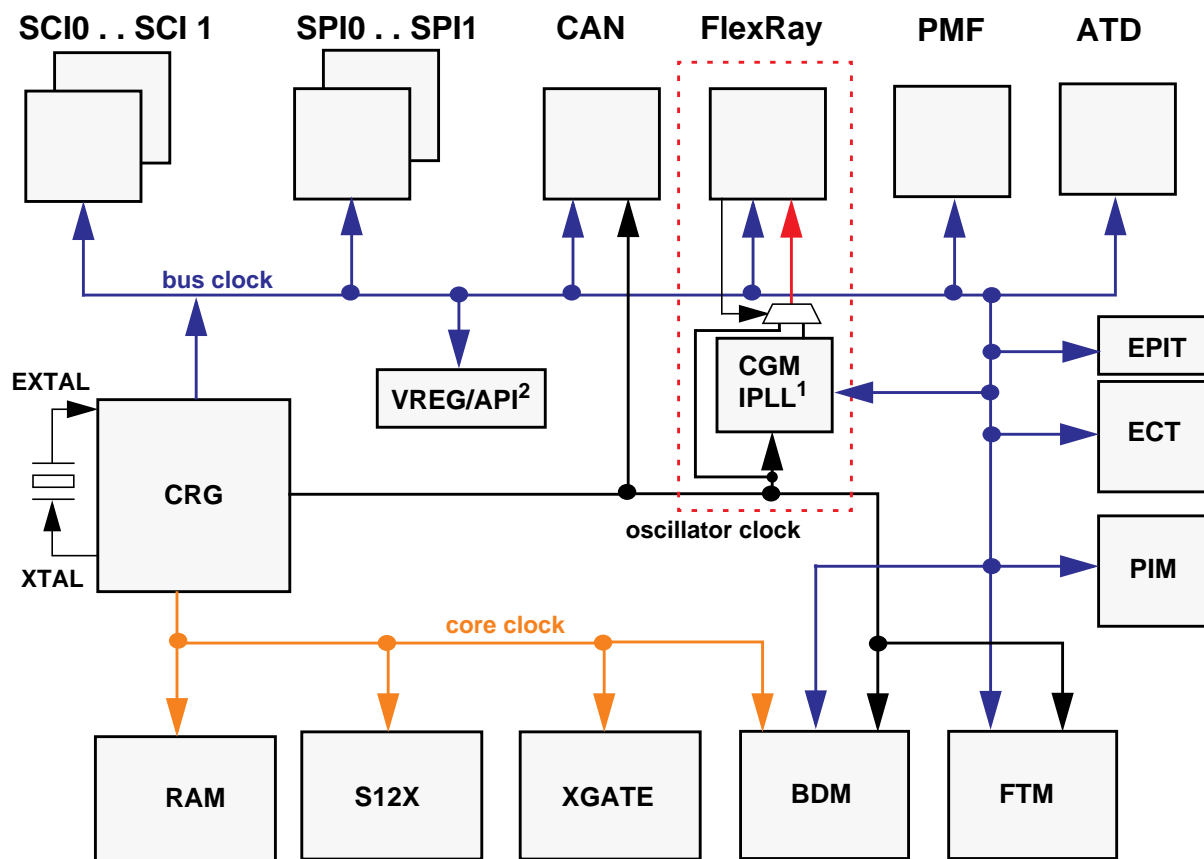 SCI0 . . SCI 1 SPI0 . . SPI1 CAN FlexRay PMF ATD
bus clock
EPIT
CGM
IPLL1
EXTAL
VREG/API2
ECT
CRG
oscillator clock
XTAL
PIM
core clock
RAM S12X XGATE BDM FTM